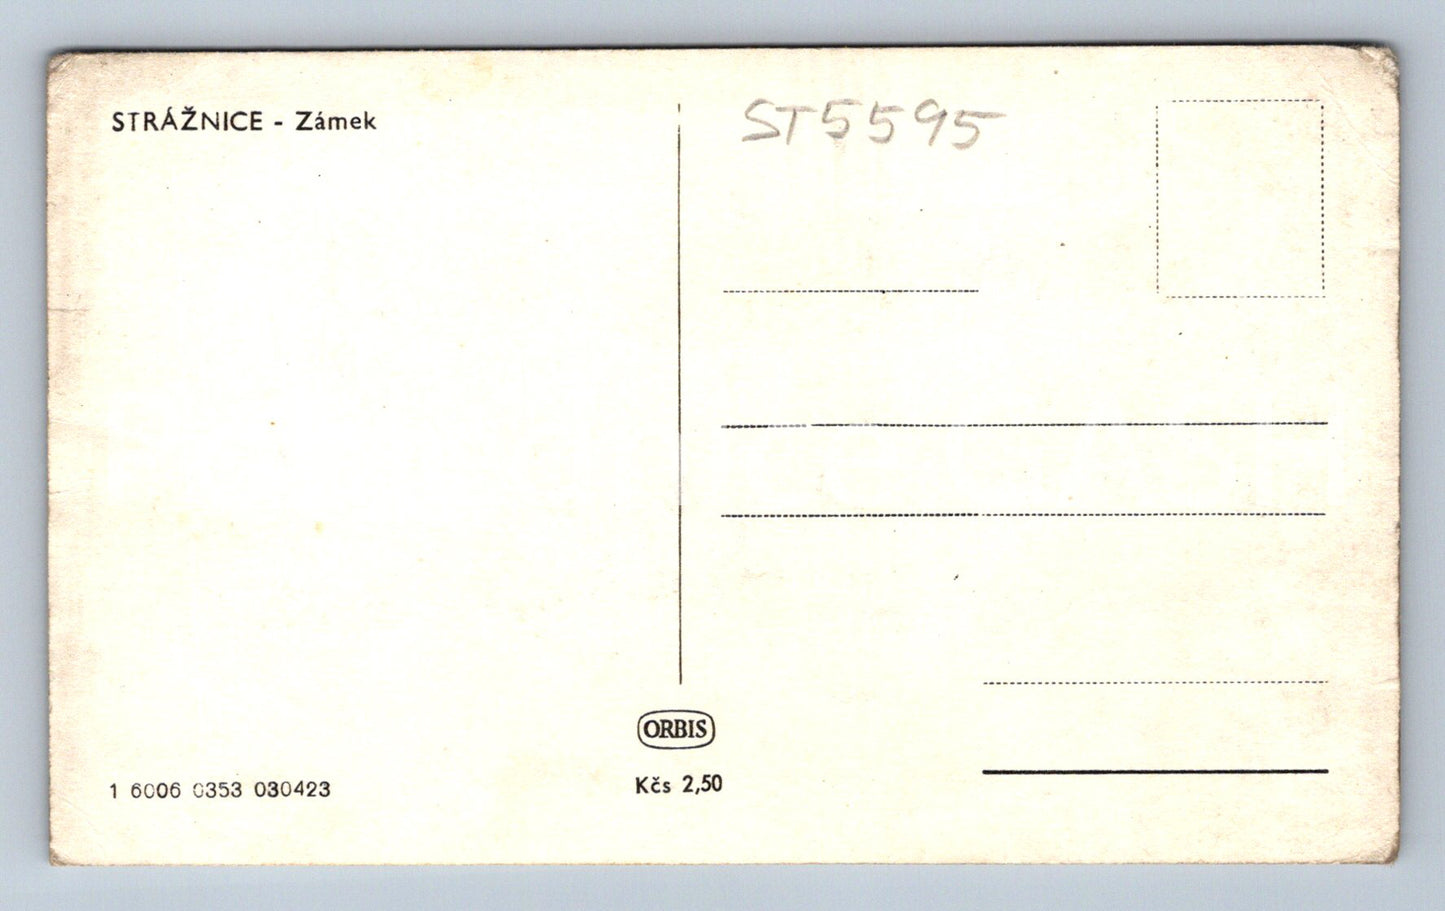 STRÁŽNICE - Zámek
ST5595
ORBIS
Kčs 2,50
1 6006 0353 030423